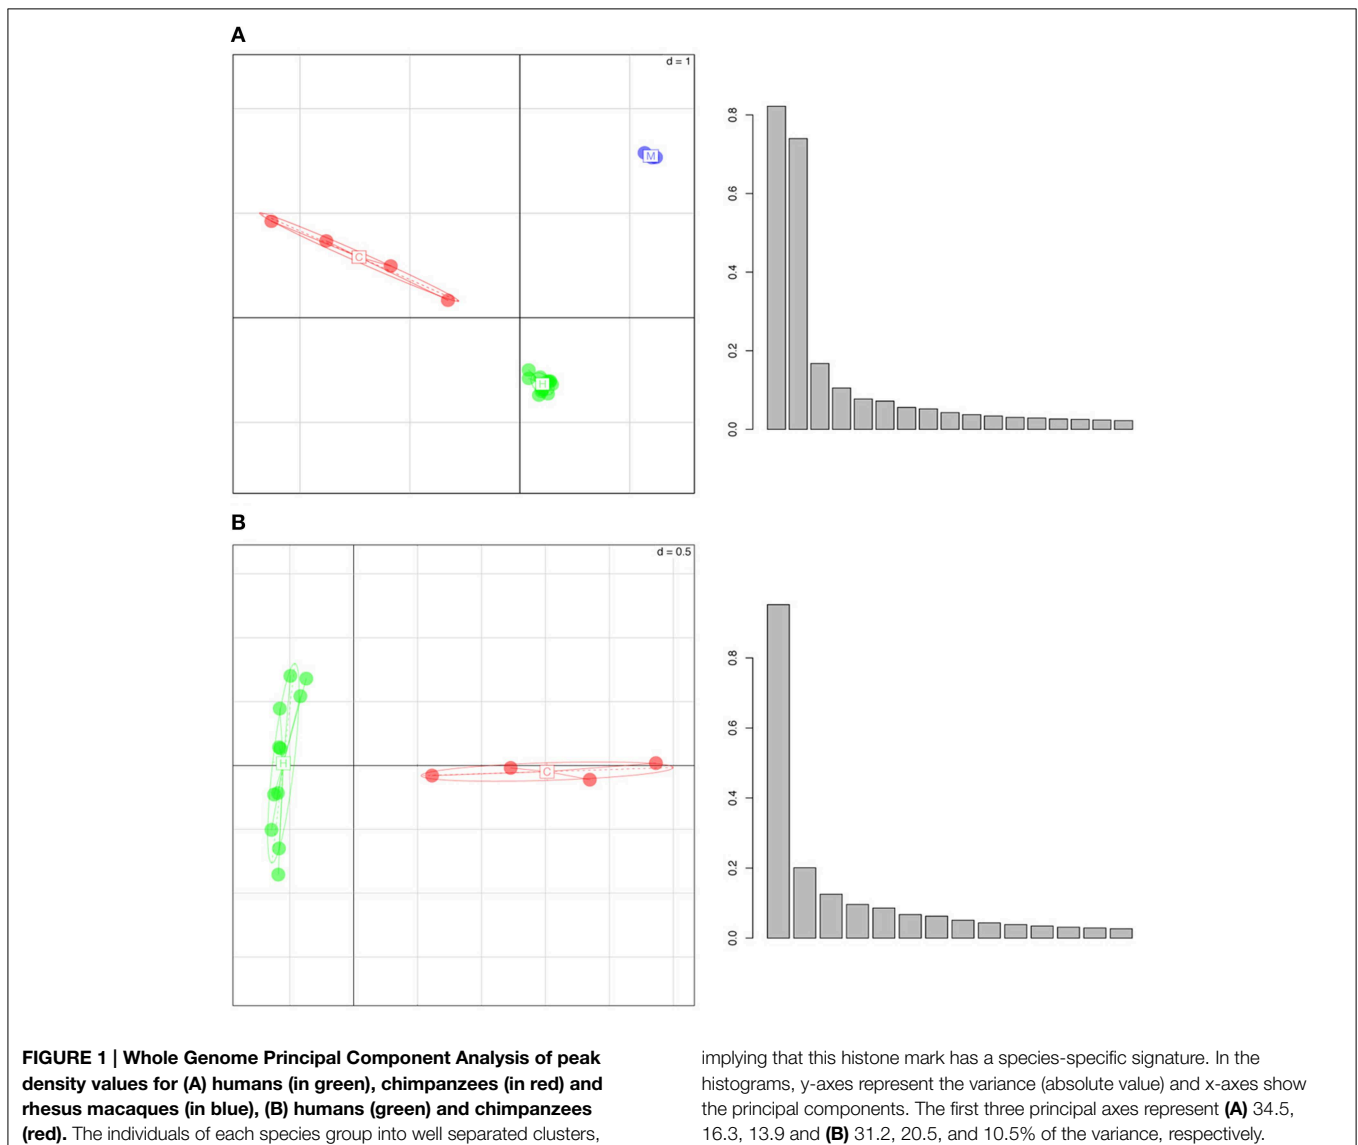 A
d = 1
M
C
H
0.8
0.6
0.4
0.2
0.0
B
d = 0.5
H
C
0.8
0.6
0.4
0.2
0.0
FIGURE 1 | Whole Genome Principal Component Analysis of peak
density values for (A) humans (in green), chimpanzees (in red) and
rhesus macaques (in blue), (B) humans (green) and chimpanzees
(red). The individuals of each species group into well separated clusters,
implying that this histone mark has a species-specific signature. In the
histograms, y-axes represent the variance (absolute value) and x-axes show
the principal components. The first three principal axes represent (A) 34.5,
16.3, 13.9 and (B) 31.2, 20.5, and 10.5% of the variance, respectively.